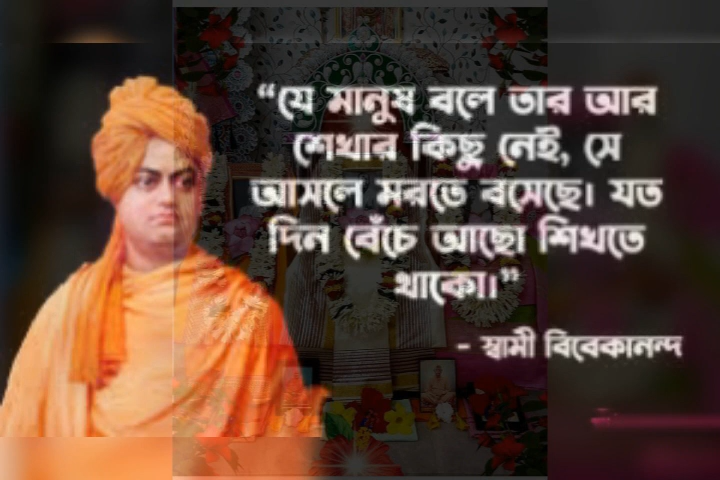 “যে মানুষ বলে তার আর
শেখার কিছু নেই, সে
আসলে মরতে বসেছে। যত
দিন বেঁচে আছো শিখতে
থাকো।”
- স্বামী বিবেকানন্দ